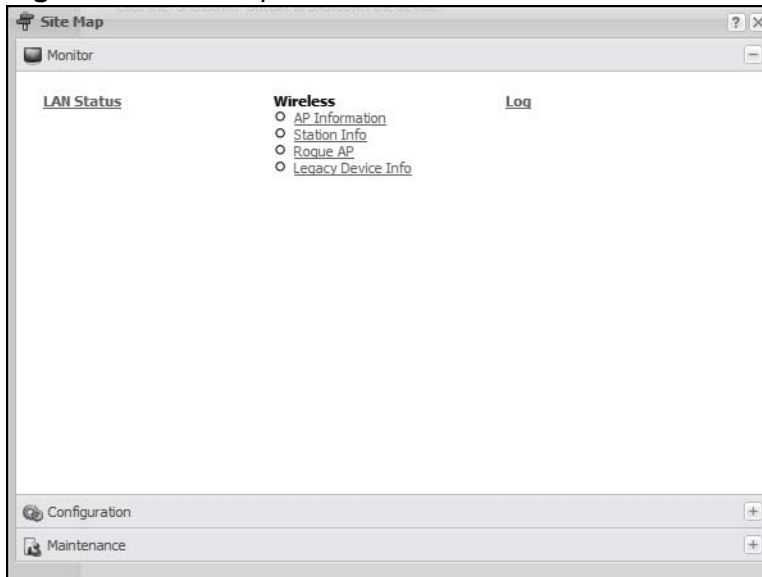 Site Map
?
Monitor
LAN Status
Wireless
AP Information
Station Info
Rogue AP
Legacy Device Info
Log
Configuration
Maintenance